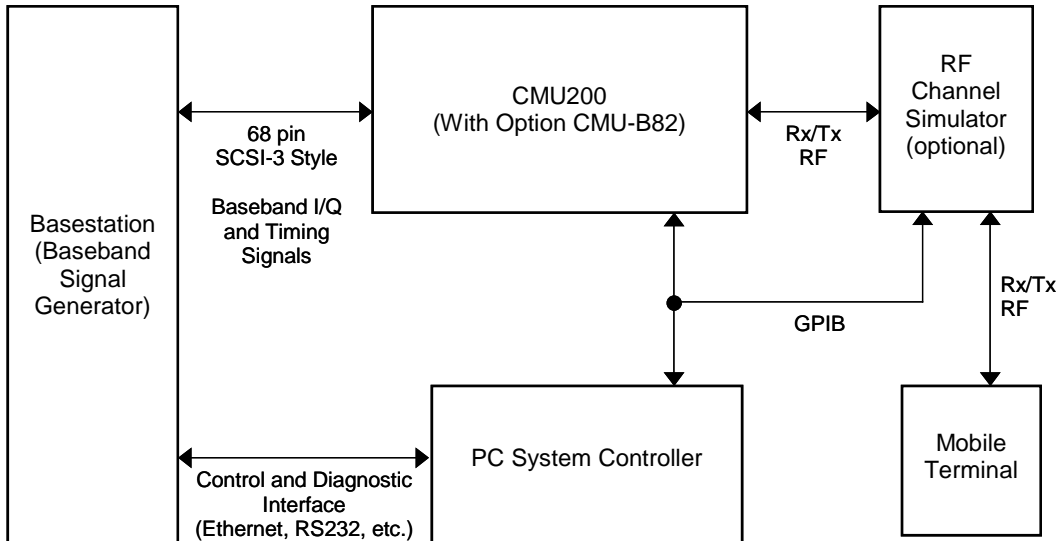 Basestation
(Baseband
Signal
Generator)
68 pin
SCSI-3 Style
Baseband I/Q
and Timing
Signals
CMU200
(With Option CMU-B82)
Rx/Tx
RF
RF
Channel
Simulator
(optional)
GPIB
Rx/Tx
RF
Control and Diagnostic
Interface
(Ethernet, RS232, etc.)
PC System Controller
Mobile
Terminal